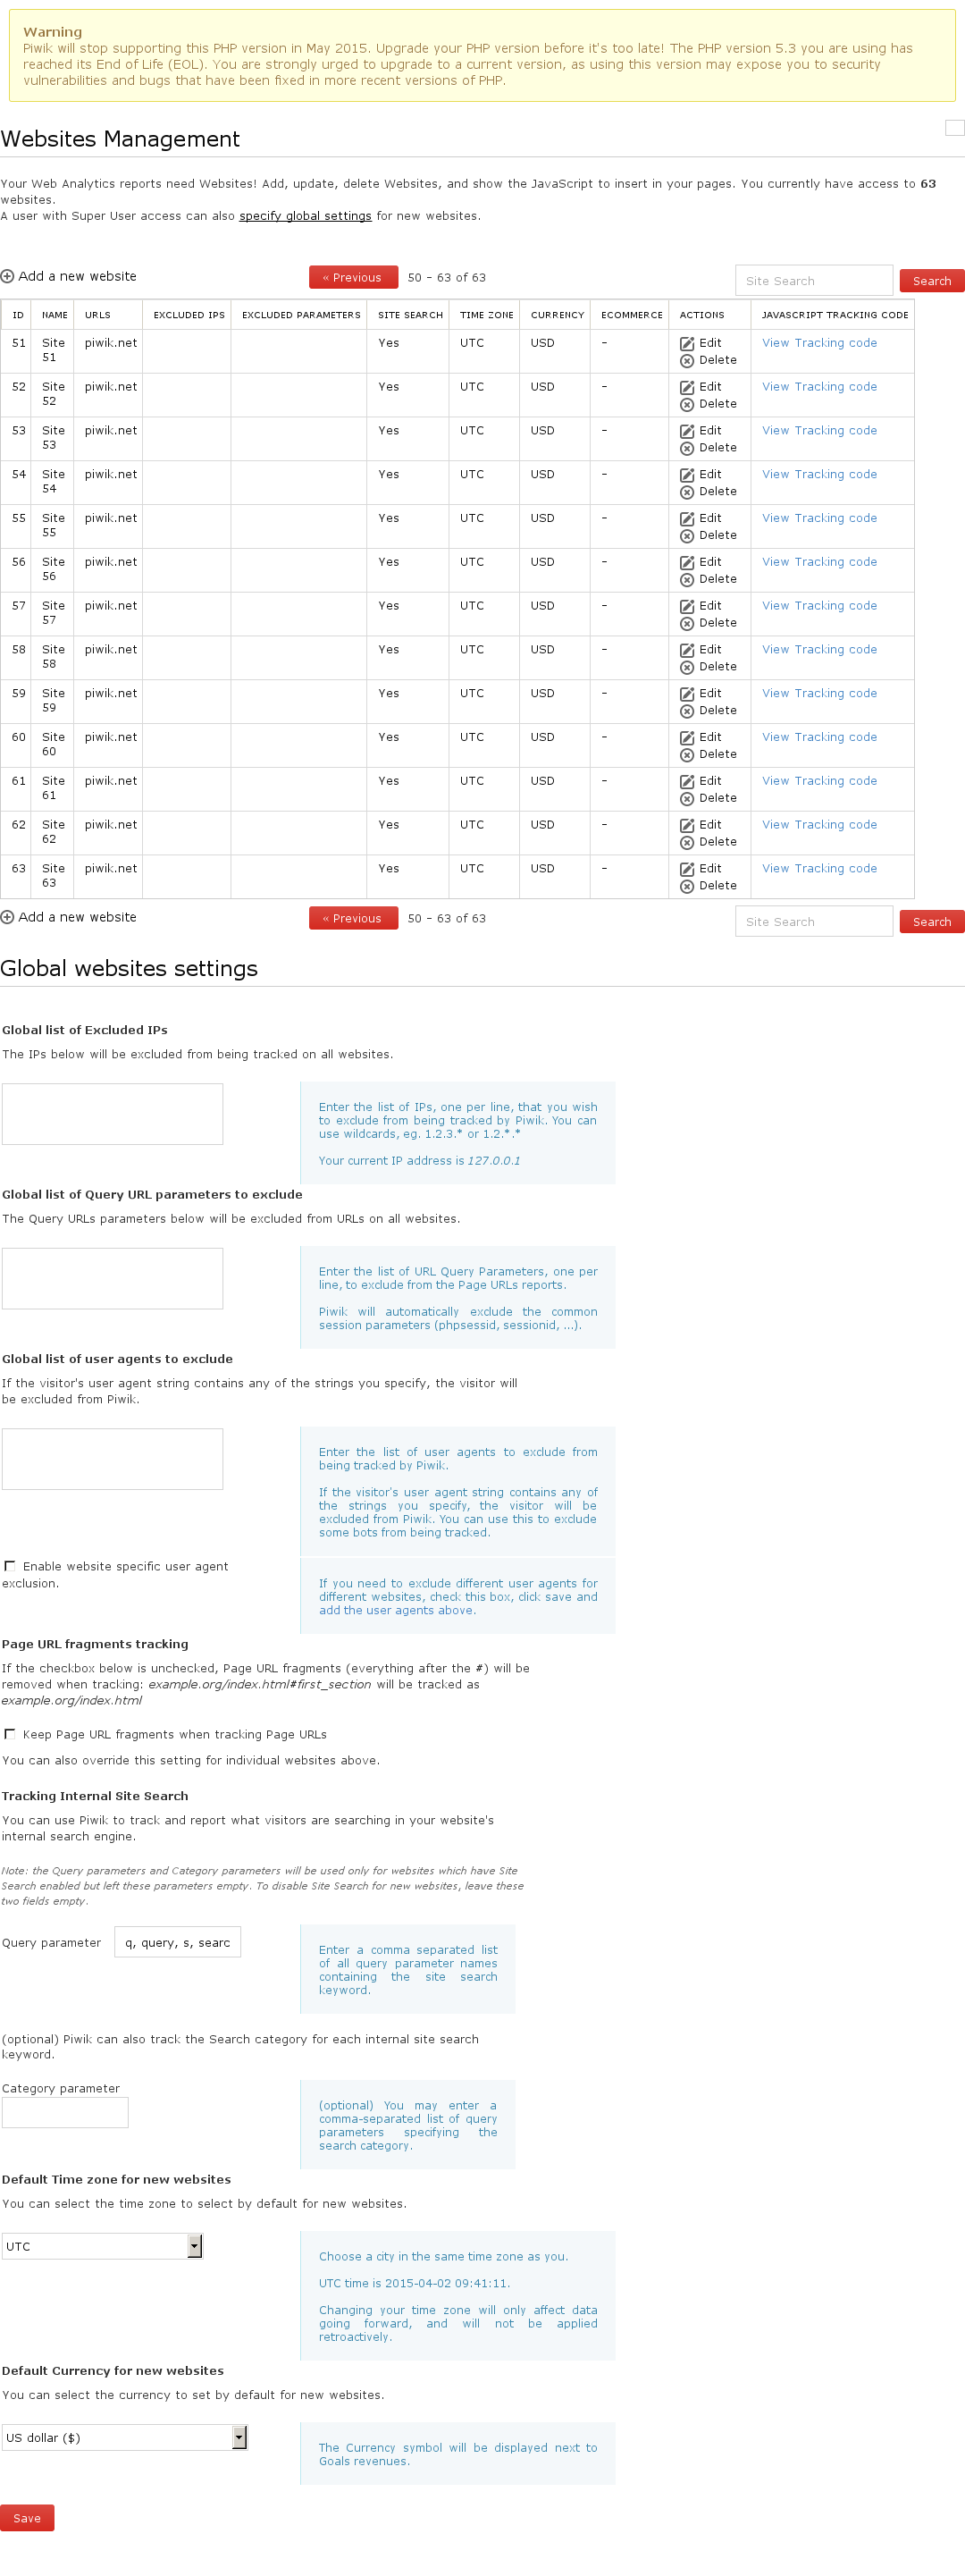 Warning
Piwik will stop supporting this PHP version in May 2015. Upgrade your PHP version before it's too late! The PHP version 5.3 you are using has
reached its End of Life (EOL). You are strongly urged to upgrade to a current version, as using this version may expose you to security
vulnerabilities and bugs that have been fixed in more recent versions of PHP.
Websites Management
Your Web Analytics reports need Websites! Add, update, delete Websites, and show the JavaScript to insert in your pages. You currently have access to 63
websites.
A user with Super User access can also specify global settings for new websites.
Add a new website « Previous 50 - 63 of 63 Site Search Search
ID NAME URLS EXCLUDED IPS EXCLUDED PARAMETERS SITE SEARCH TIME ZONE CURRENCY ECOMMERCE ACTIONS JAVASCRIPT TRACKING CODE
51 Site piwik.net Yes UTC USD - Edit View Tracking code
51 Delete
52 Site piwik.net Yes UTC USD - Edit View Tracking code
52 Delete
53 Site piwik.net Yes UTC USD - Edit View Tracking code
53 Delete
54 Site piwik.net Yes UTC USD - Edit View Tracking code
54 Delete
55 Site piwik.net Yes UTC USD - Edit View Tracking code
55 Delete
56 Site piwik.net Yes UTC USD - Edit View Tracking code
56 Delete
57 Site piwik.net Yes UTC USD - Edit View Tracking code
57 Delete
58 Site piwik.net Yes UTC USD - Edit View Tracking code
58 Delete
59 Site piwik.net Yes UTC USD - Edit View Tracking code
59 Delete
60 Site piwik.net Yes UTC USD - Edit View Tracking code
60 Delete
61 Site piwik.net Yes UTC USD - Edit View Tracking code
61 Delete
62 Site piwik.net Yes UTC USD - Edit View Tracking code
62 Delete
63 Site piwik.net Yes UTC USD - Edit View Tracking code
63 Delete
Add a new website « Previous 50 - 63 of 63 Site Search Search
Global websites settings
Global list of Excluded IPs
The IPs below will be excluded from being tracked on all websites.
Enter the list of IPs, one per line, that you wish
to exclude from being tracked by Piwik. You can
use wildcards, eg. 1.2.3.* or 1.2.*.*
Your current IP address is 127.0.0.1
Global list of Query URL parameters to exclude
The Query URLs parameters below will be excluded from URLs on all websites.
Enter the list of URL Query Parameters, one per
line, to exclude from the Page URLs reports.
Piwik will automatically exclude the common
session parameters (phpsessid, sessionid, ...).
Global list of user agents to exclude
If the visitor's user agent string contains any of the strings you specify, the visitor will
be excluded from Piwik.
Enter the list of user agents to exclude from
being tracked by Piwik.
If the visitor's user agent string contains any of
the strings you specify, the visitor will be
excluded from Piwik. You can use this to exclude
some bots from being tracked.
Enable website specific user agent
exclusion.
If you need to exclude different user agents for
different websites, check this box, click save and
add the user agents above.
Page URL fragments tracking
If the checkbox below is unchecked, Page URL fragments (everything after the #) will be
removed when tracking: example.org/index.html#first_section will be tracked as
example.org/index.html
Keep Page URL fragments when tracking Page URLs
You can also override this setting for individual websites above.
Tracking Internal Site Search
You can use Piwik to track and report what visitors are searching in your website's
internal search engine.
Note: the Query parameters and Category parameters will be used only for websites which have Site
Search enabled but left these parameters empty. To disable Site Search for new websites, leave these
two fields empty.
Query parameter q, query, s, searc
Enter a comma separated list
of all query parameter names
containing the site search
keyword.
(optional) Piwik can also track the Search category for each internal site search
keyword.
Category parameter
(optional) You may enter a
comma-separated list of query
parameters specifying the
search category.
Default Time zone for new websites
You can select the time zone to select by default for new websites.
UTC
Choose a city in the same time zone as you.
UTC time is 2015-04-02 09:41:11.
Changing your time zone will only affect data
going forward, and will not be applied
retroactively.
Default Currency for new websites
You can select the currency to set by default for new websites.
US dollar ($)
The Currency symbol will be displayed next to
Goals revenues.
Save